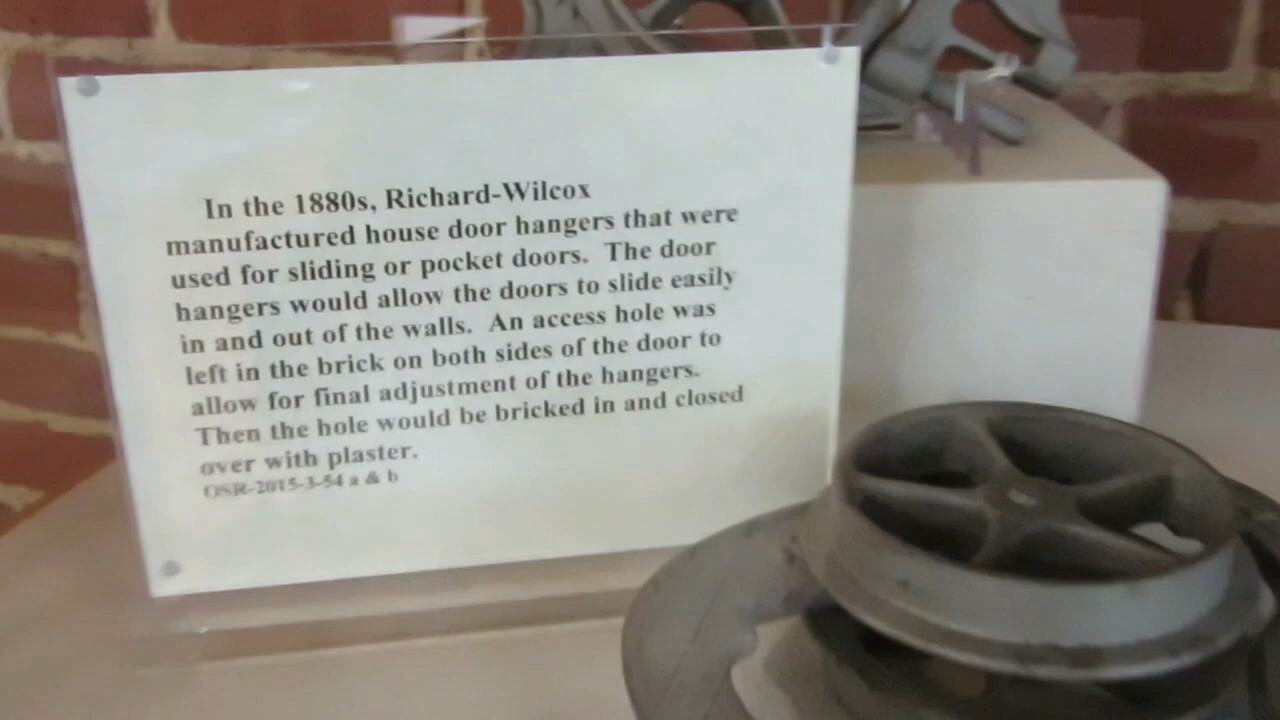 In the 1880s, Richard-Wilcox
manufactured house door hangers that were
used for sliding or pocket doors. The door
hangers would allow the doors to slide easily
in and out of the walls. An access hole was
left in the brick on both sides of the door to
allow for final adjustment of the hangers.
Then the hole would be bricked in and closed
over with plaster.
OSR-2015-3-54 a & b